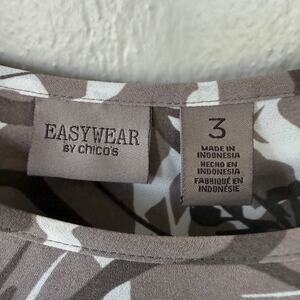 EASYWEAR
BY chico's
3
MADE IN
INDONESIA
HECHO EN
INDONESIA
FABRIQUÉ EN
INDONÉSIE